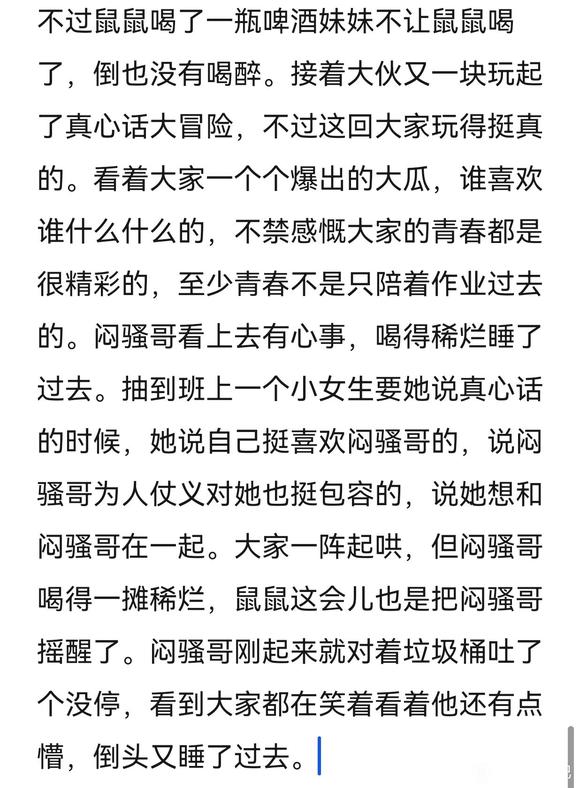 不过鼠鼠喝了一瓶啤酒妹妹不让鼠鼠喝
了，倒也没有喝醉。接着大伙又一块玩起
了真心话大冒险，不过这回大家玩得挺真
的。看着大家一个个爆出的大瓜，谁喜欢
谁什么什么的，不禁感慨大家的青春都是
很精彩的，至少青春不是只陪着作业过去
的。闷骚哥看上去有心事，喝得稀烂睡了
过去。抽到班上一个小女生要她说真心话
的时候，她说自己挺喜欢闷骚哥的，说闷
骚哥为人仗义对她也挺包容的，说她想和
闷骚哥在一起。大家一阵起哄，但闷骚哥
喝得一摊稀烂，鼠鼠这会儿也是把闷骚哥
摇醒了。闷骚哥刚起来就对着垃圾桶吐了
个没停，看到大家都在笑着看着他还有点
懵，倒头又睡了过去。